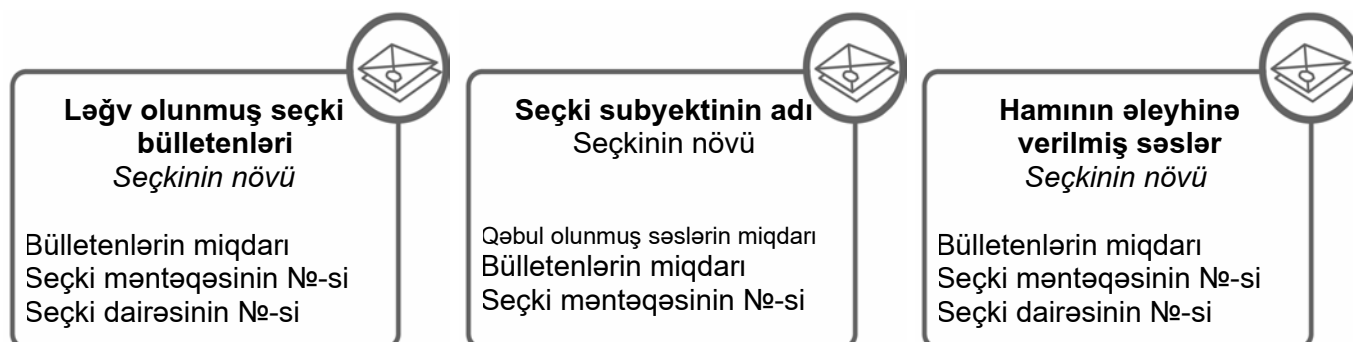 Ləğv olunmuş seçki
bülletenləri
Seçkinin növü
Bülletenlərin miqdarı
Seçki məntəqəsinin №-si
Seçki dairəsinin №-si
Seçki subyektinin adı
Seçkinin növü
Qəbul olunmuş səslərin miqdarı
Bülletenlərin miqdarı
Seçki məntəqəsinin №-si
Hamının əleyhinə
verilmiş səslər
Seçkinin növü
Bülletenlərin miqdarı
Seçki məntəqəsinin №-si
Seçki dairəsinin №-si